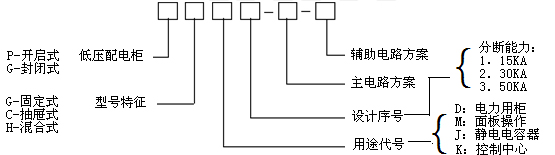 P-开启式
G-封闭式
低压配电柜
G-固定式
C-抽屉式
H-混合式
型号特征
辅助电路方案
主电路方案
设计序号
用途代号
分断能力:
1. 15KA
2. 30KA
3. 50KA
D: 电力用柜
M: 面板操作
J: 静电电容器
K: 控制中心